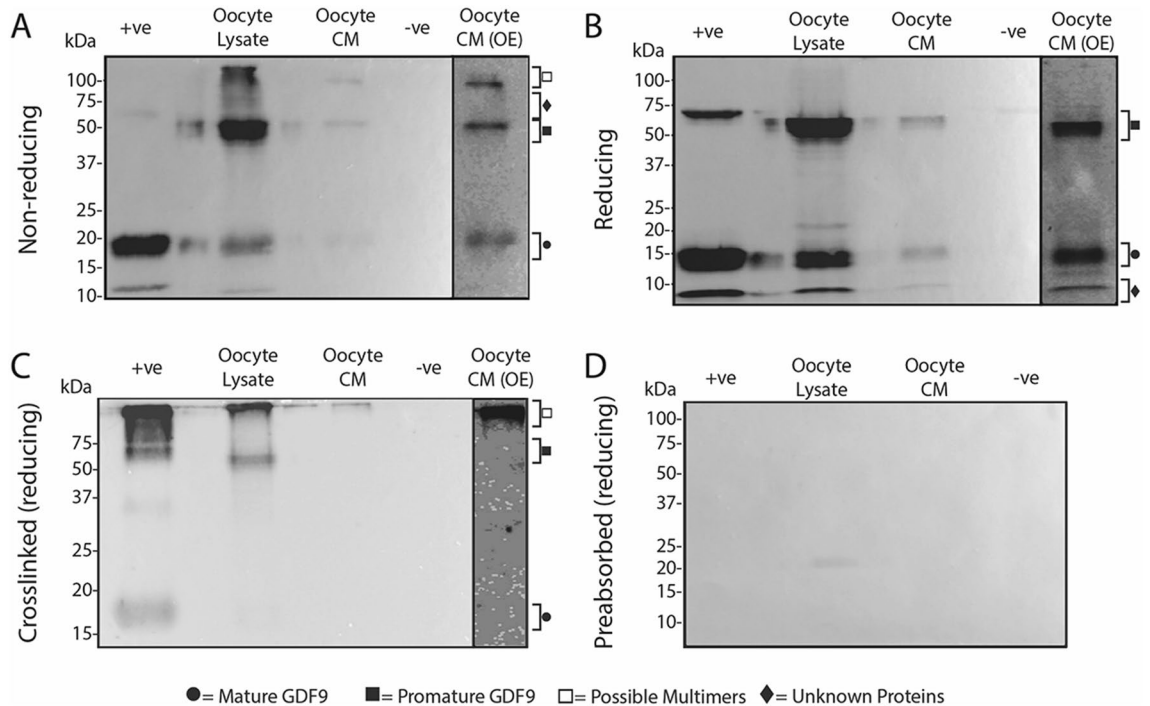 A
kDa
+ve
Oocyte
Lysate
Oocyte
CM
-ve
Oocyte
CM (OE)
Non-reducing
100-
75-
50-
37-
25-
20-
15-
10-
B
kDa
+ve
Oocyte
Lysate
Oocyte
CM
-ve
Oocyte
CM (OE)
Reducing
100-
75-
50-
37-
25-
20-
15-
10-
C
kDa
+ve
Oocyte
Lysate
Oocyte
CM
-ve
Oocyte
CM (OE)
Crosslinked (reducing)
75-
50-
37-
25-
20-
15-
D
kDa
+ve
Oocyte
Lysate
Oocyte
CM
-ve
Preabsorbed (reducing)
100-
75-
50-
37-
25-
20-
15-
10-
●= Mature GDF9 ■= Promature GDF9 □= Possible Multimers ♦= Unknown Proteins